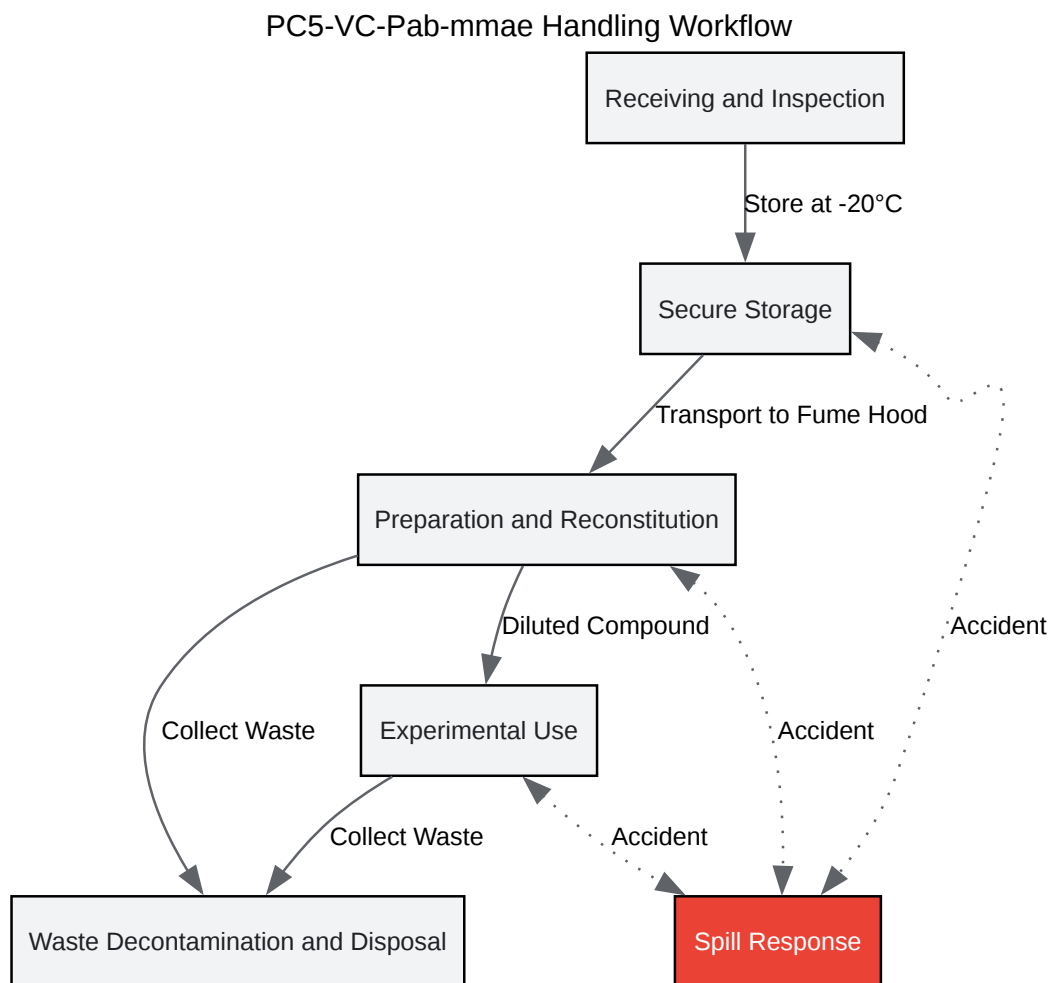 PC5-VC-Pab-mmae Handling Workflow
Receiving and Inspection
Store at -20°C
Secure Storage
Transport to Fume Hood
Preparation and Reconstitution
Diluted Compound
Accident
Collect Waste
Experimental Use
Accident
Collect Waste
Accident
Waste Decontamination and Disposal
Spill Response